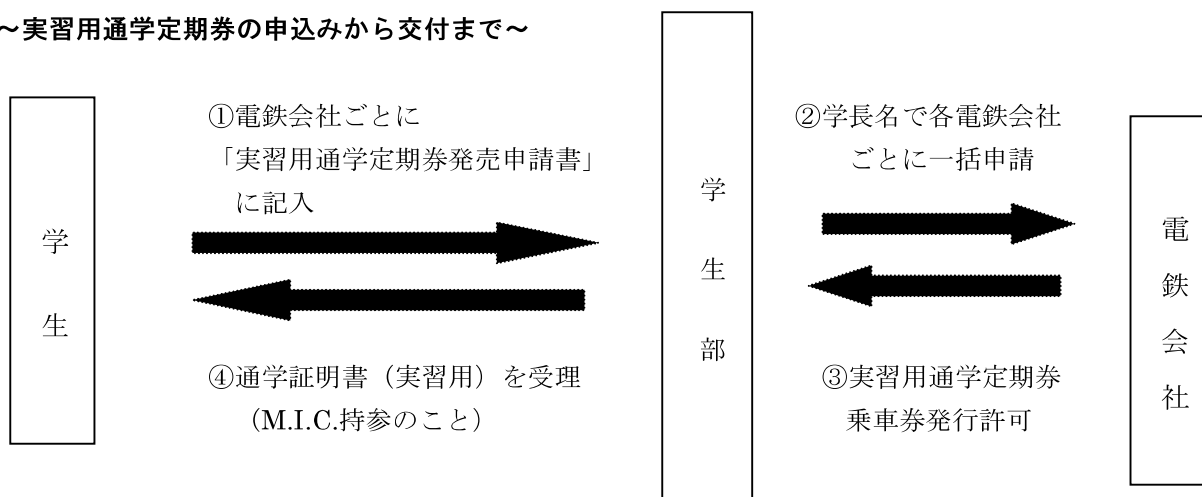 ～実習用通学定期券の申込みから交付まで～
①電鉄会社ごとに
「実習用通学定期券発売申請書」
に記入
学生
④通学証明書（実習用）を受理
（M.I.C.持参のこと）
学生部
②学長名で各電鉄会社
ごとに一括申請
③実習用通学定期券
乗車券発行許可
電鉄会社